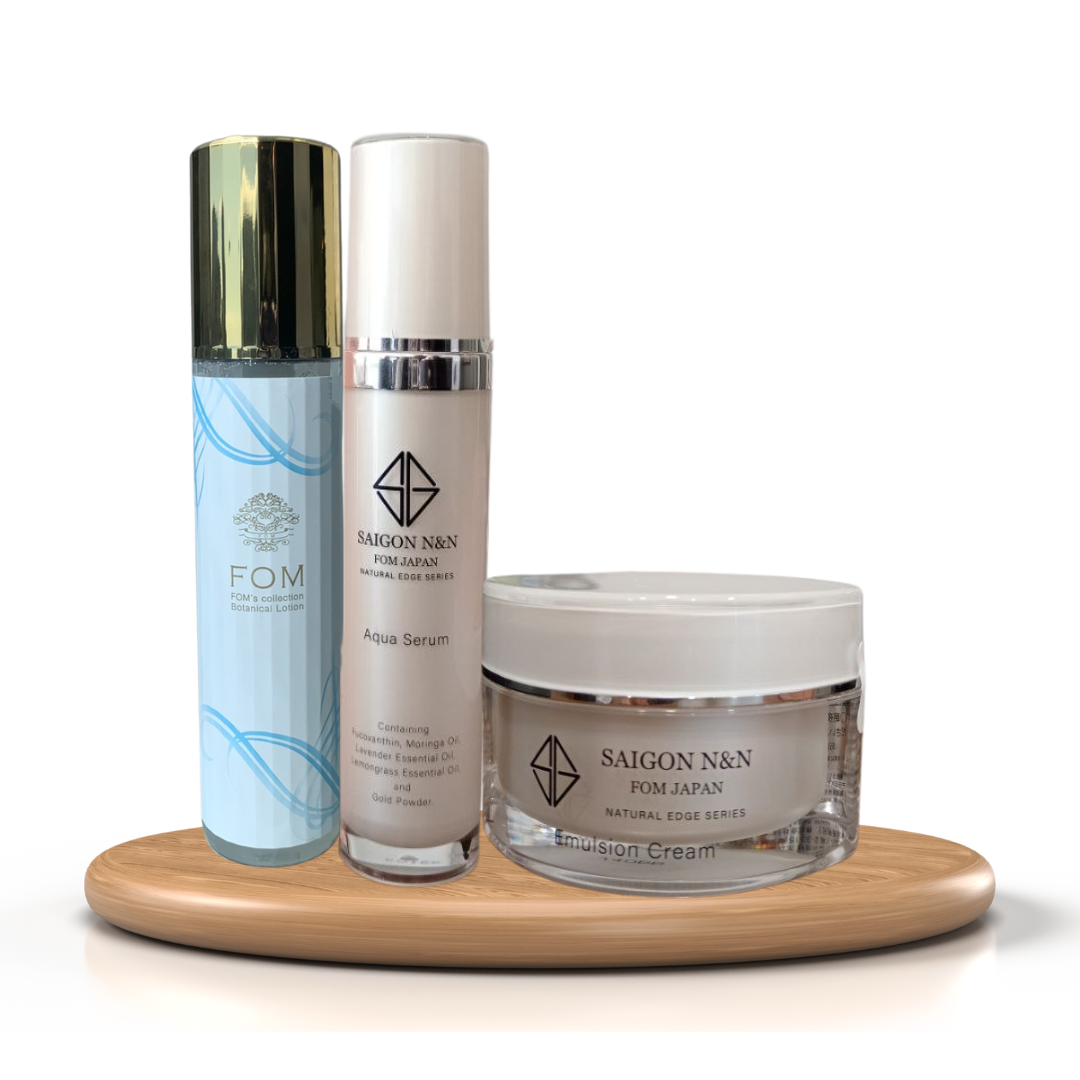 FOM
FOM's collection
Botanical Lotion
SAIGON N&N
FOM JAPAN
NATURAL EDGE SERIES
Aqua Serum
Containing
Fucoxanthin, Moringa Oil,
Lavender Essential Oil,
Lemongrass Essential Oil,
and
Gold Powder.
SAIGON N&N
FOM JAPAN
NATURAL EDGE SERIES
Emulsion Cream